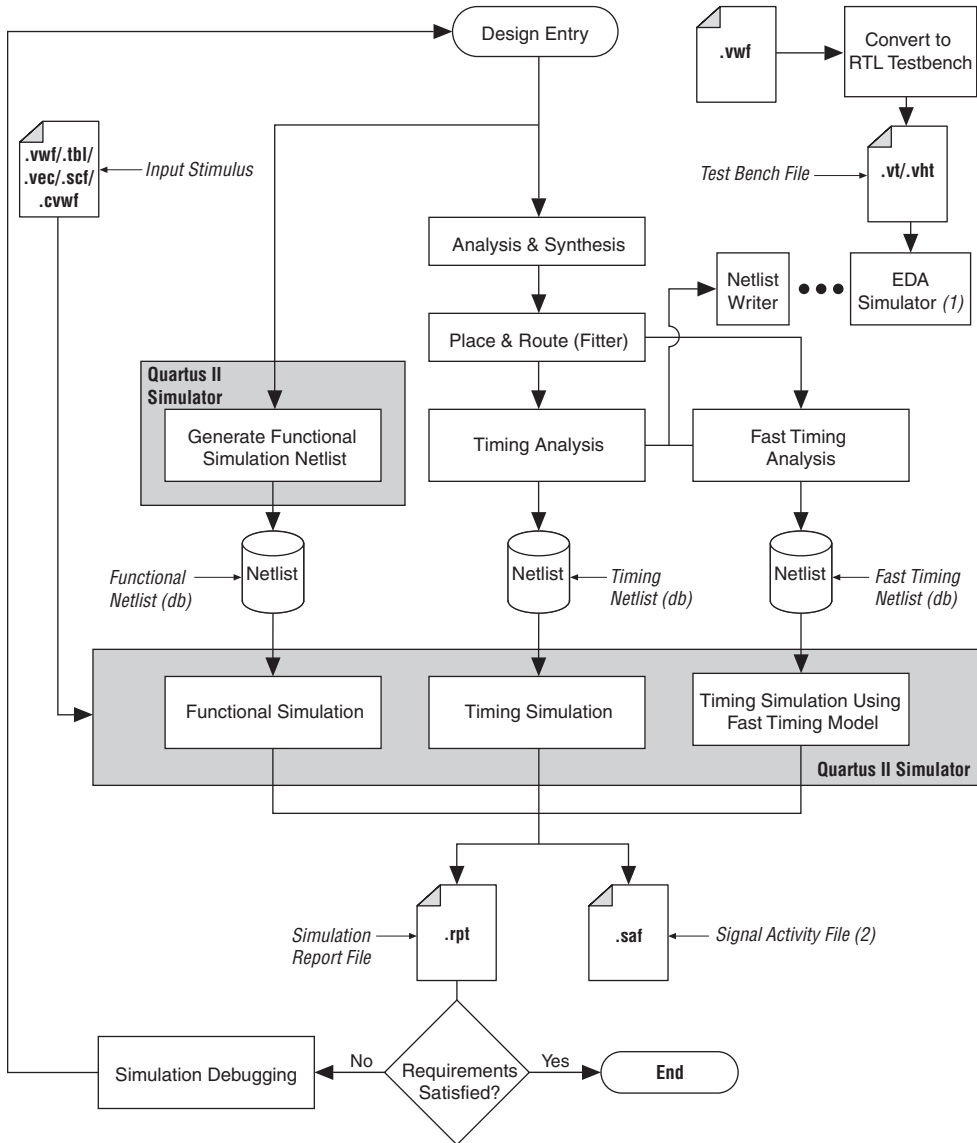 Design Entry
.vwf
Convert to
RTL Testbench
.vwf/.tbl/
.vec/.scf/
.cvwf
Input Stimulus
Test Bench File
.vt/.vht
Analysis & Synthesis
Netlist
Writer
EDA
Simulator (1)
Place & Route (Fitter)
Quartus II
Simulator
Generate Functional
Simulation Netlist
Timing Analysis
Fast Timing
Analysis
Functional
Netlist (db)
Netlist
Netlist
Timing
Netlist (db)
Netlist
Fast Timing
Netlist (db)
Functional Simulation
Timing Simulation
Timing Simulation Using
Fast Timing Model
Quartus II Simulator
Simulation
Report File
.rpt
.saf
Signal Activity File (2)
Simulation Debugging
No
Requirements
Satisfied?
Yes
End